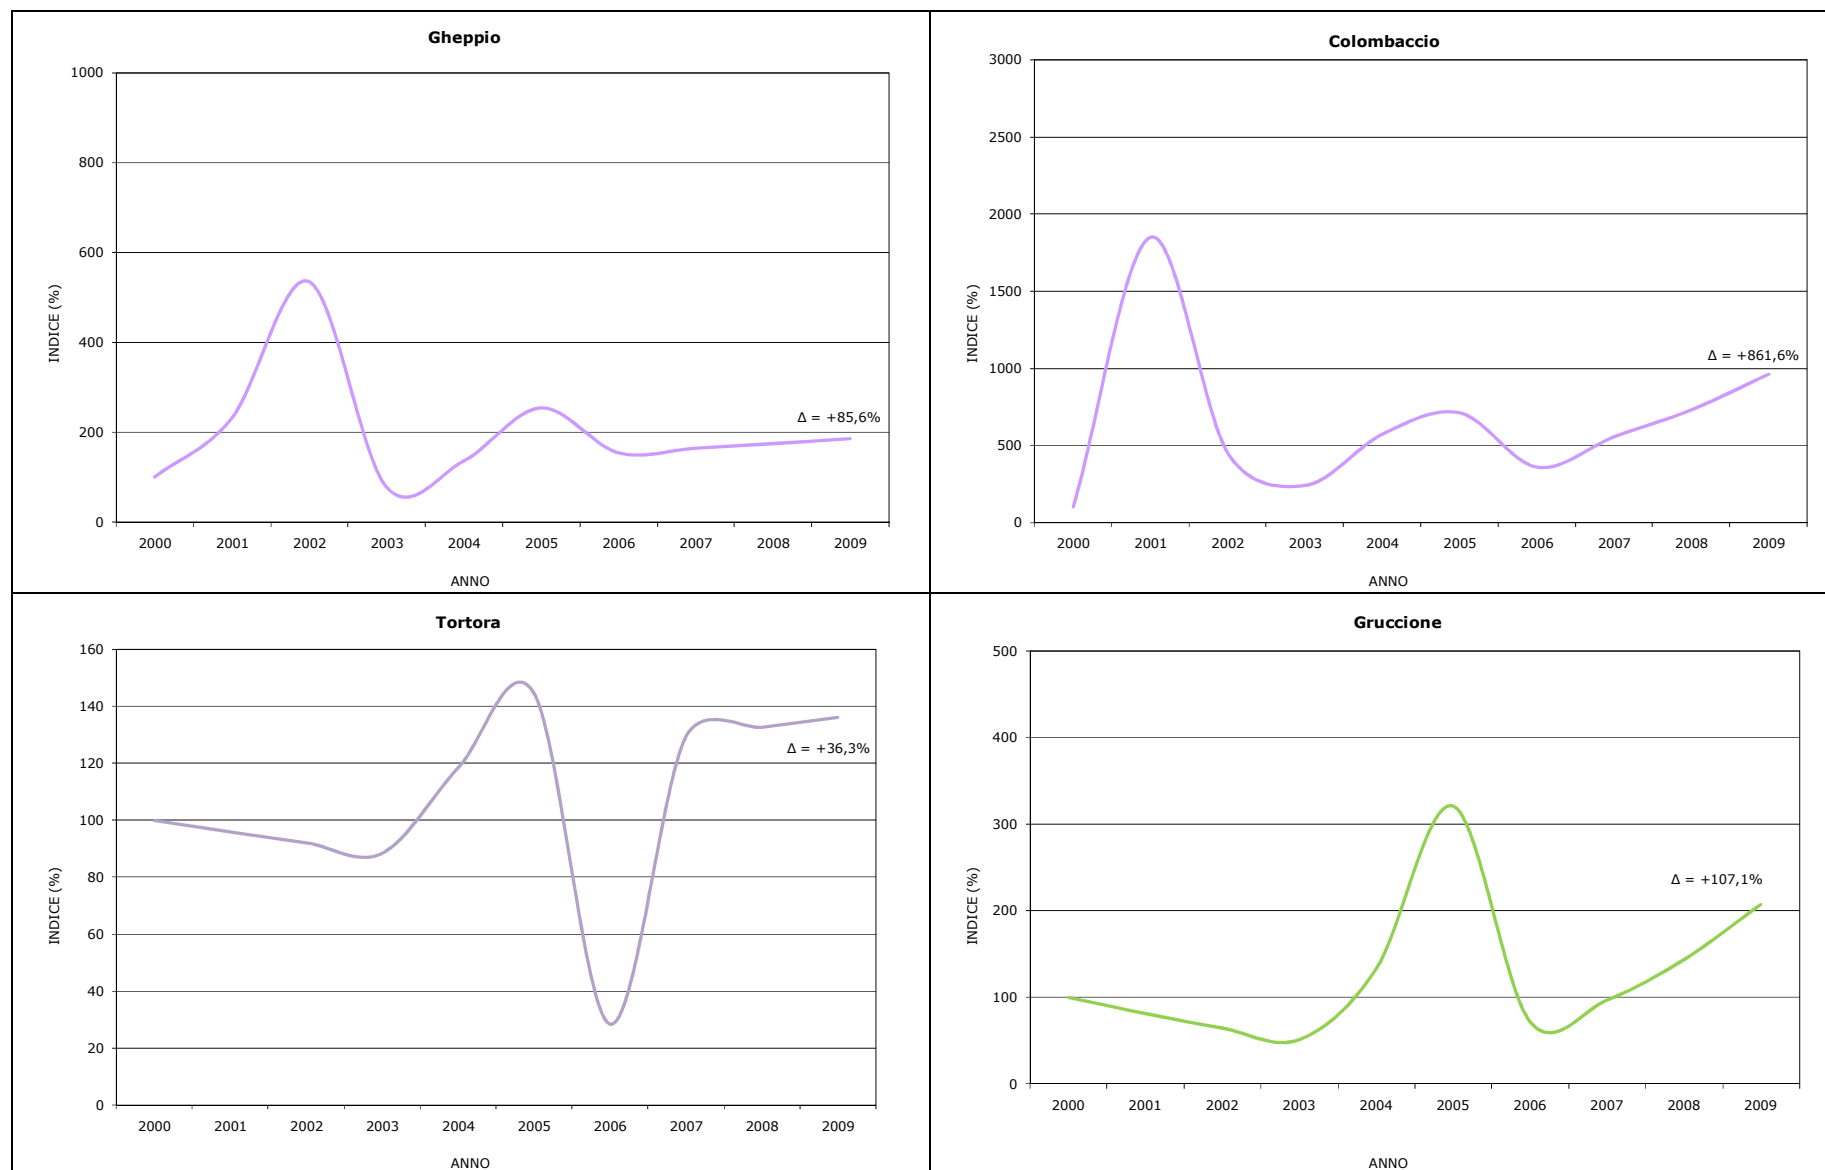 Gheppio
1000
800
600
400
200
0
INDICE (%)
Δ = +85,6%
2000 2001 2002 2003 2004 2005 2006 2007 2008 2009
ANNO
Colombaccio
3000
2500
2000
1500
1000
500
0
INDICE (%)
Δ = +861,6%
2000 2001 2002 2003 2004 2005 2006 2007 2008 2009
ANNO
Tortora
160
140
120
100
80
60
40
20
0
INDICE (%)
Δ = +36,3%
2000 2001 2002 2003 2004 2005 2006 2007 2008 2009
ANNO
Gruccione
500
400
300
200
100
0
INDICE (%)
Δ = +107,1%
2000 2001 2002 2003 2004 2005 2006 2007 2008 2009
ANNO